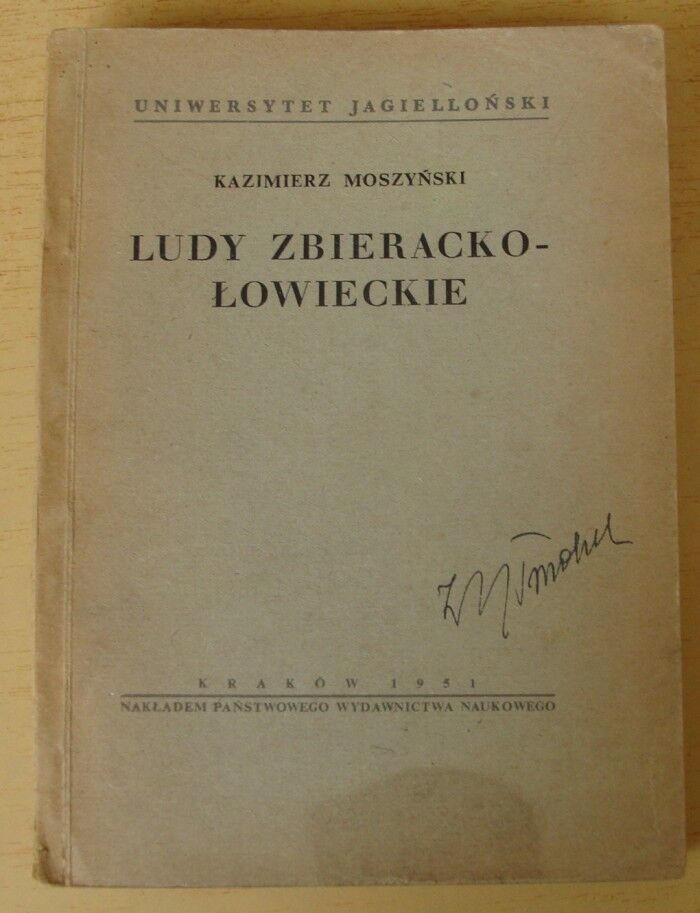 UNIWERSYTET JAGIELLOŃSKI
KAZIMIERZ MOSZYŃSKI
LUDY ZBIERACKO-
ŁOWIECKIE
KRAKÓW 1951
NAKŁADEM PAŃSTWOWEGO WYDAWNICTWA NAUKOWEGO